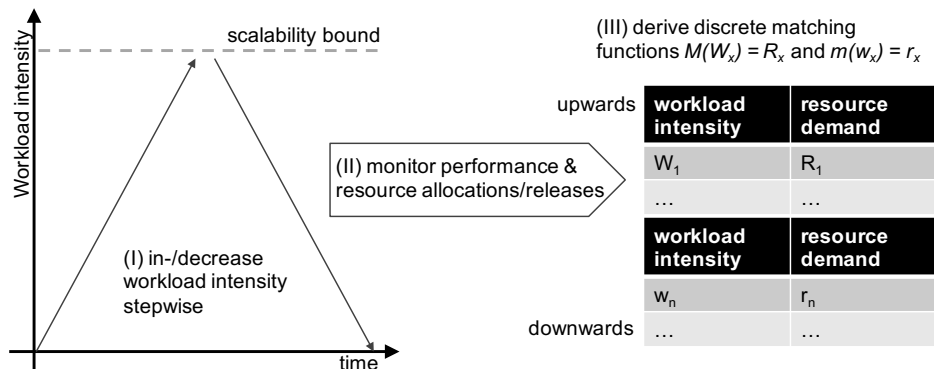 Workload intensity
scalability bound
(I) in-/decrease
workload intensity
stepwise
time
(II) monitor performance &
resource allocations/releases
(III) derive discrete matching
functions M(Wₓ) = Rₓ and m(wₓ) = rₓ
upwards
workload intensity resource demand
W₁ R₁
… …
workload intensity resource demand
wₙ rₙ
downwards
… …